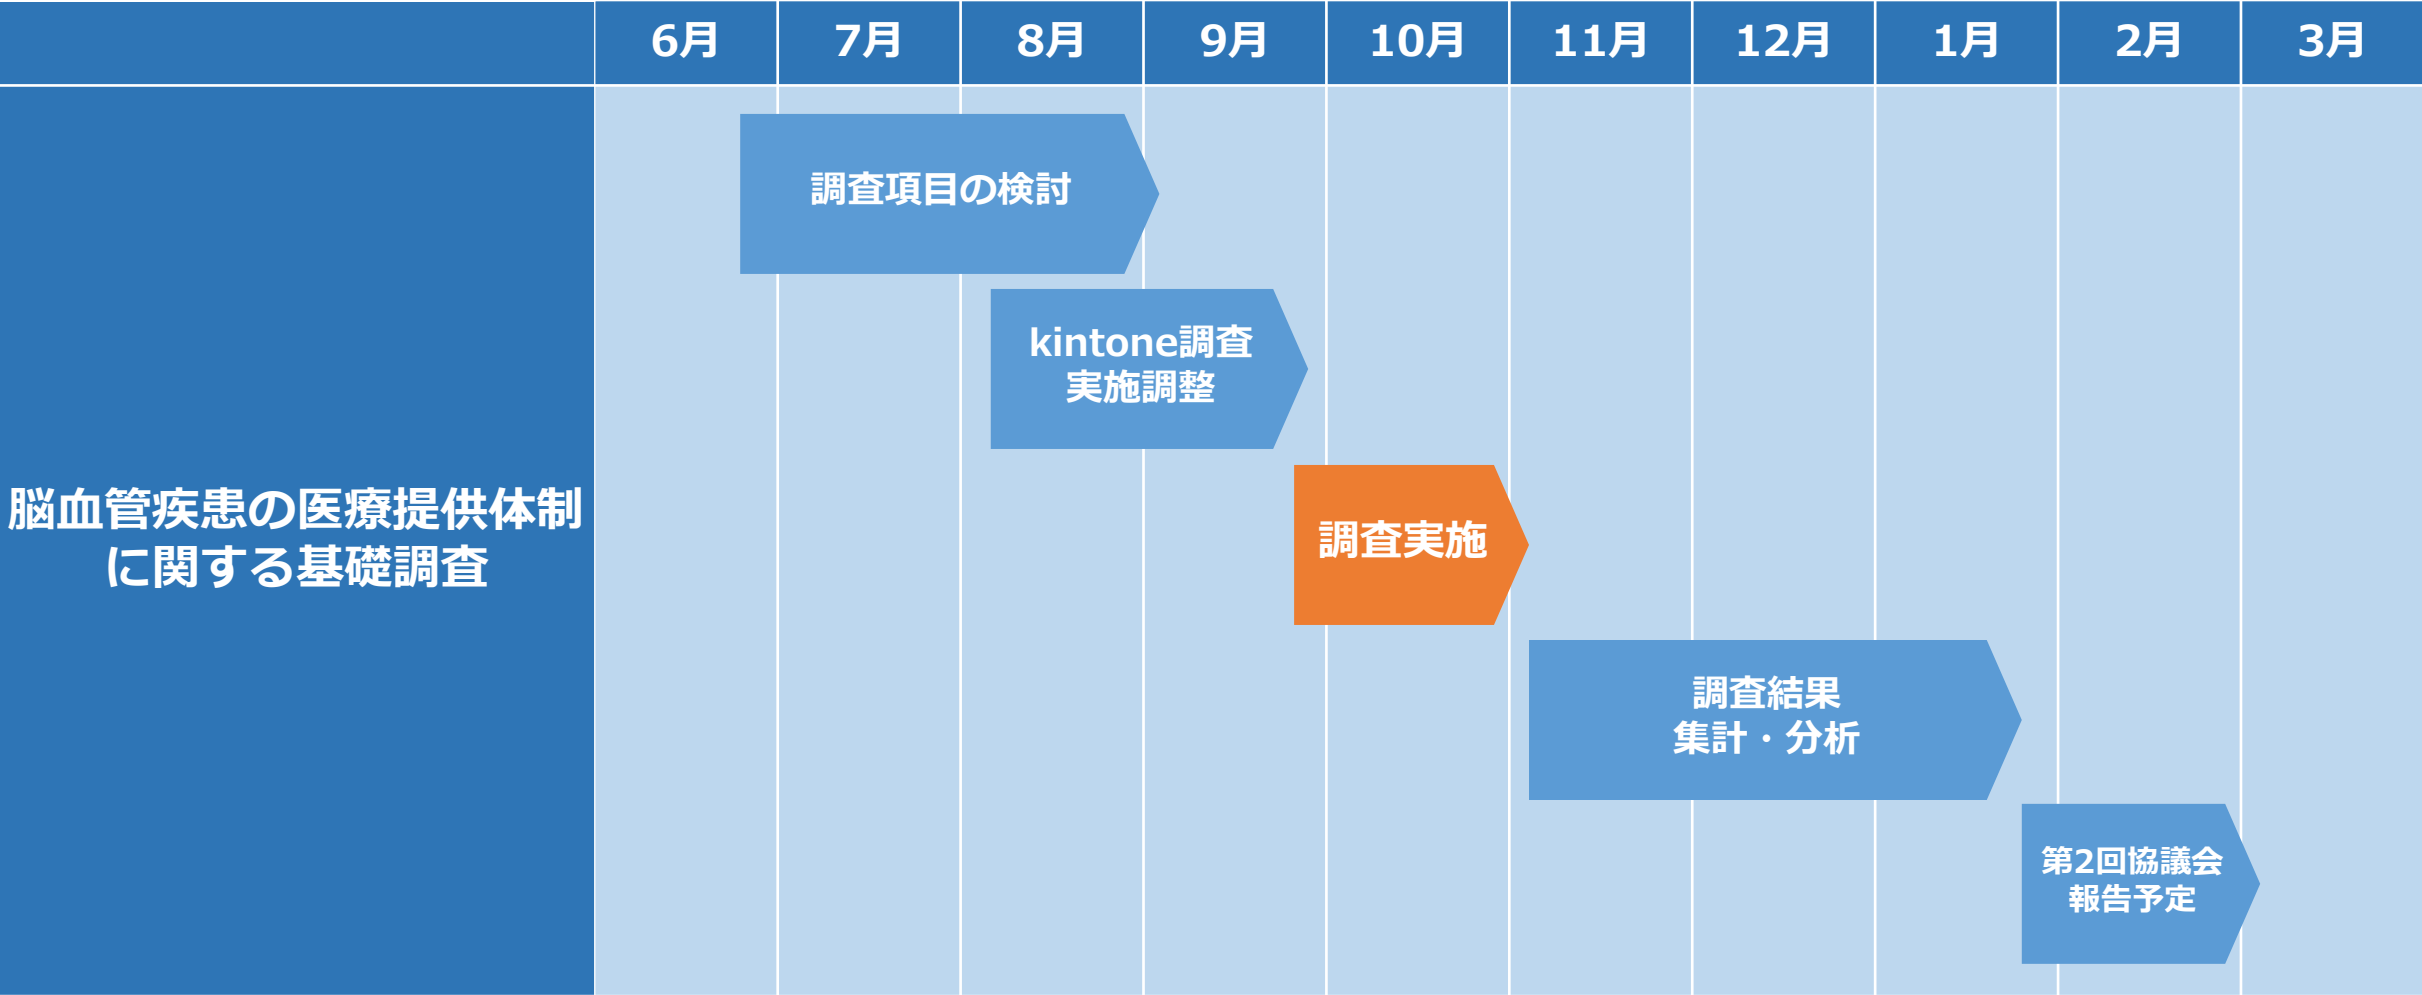 6月 7月 8月 9月 10月 11月 12月 1月 2月 3月
脳血管疾患の医療提供体制
に関する基礎調査
調査項目の検討
kintone調査
実施調整
調査実施
調査結果
集計・分析
第2回協議会
報告予定